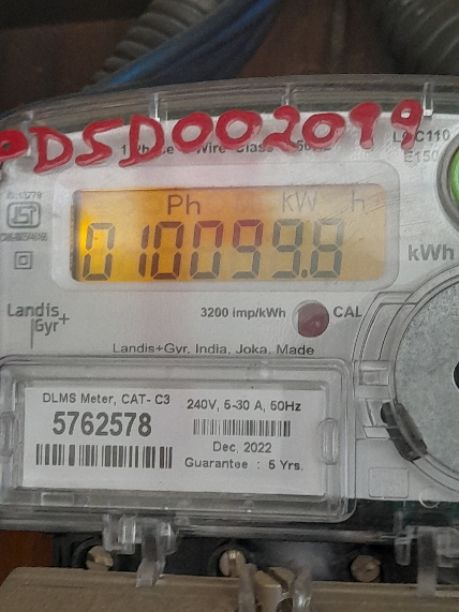 PDSD002019
L&C110
E150
Ph kW h
010099.8
kWh
3200 imp/kWh CAL
Landis
Gyr+
Landis+Gyr, India, Joka, Made
DLMS Meter, CAT- C3
5762578
240V, 5-30 A, 50Hz
Dec, 2022
Guarantee : 5 Yrs.